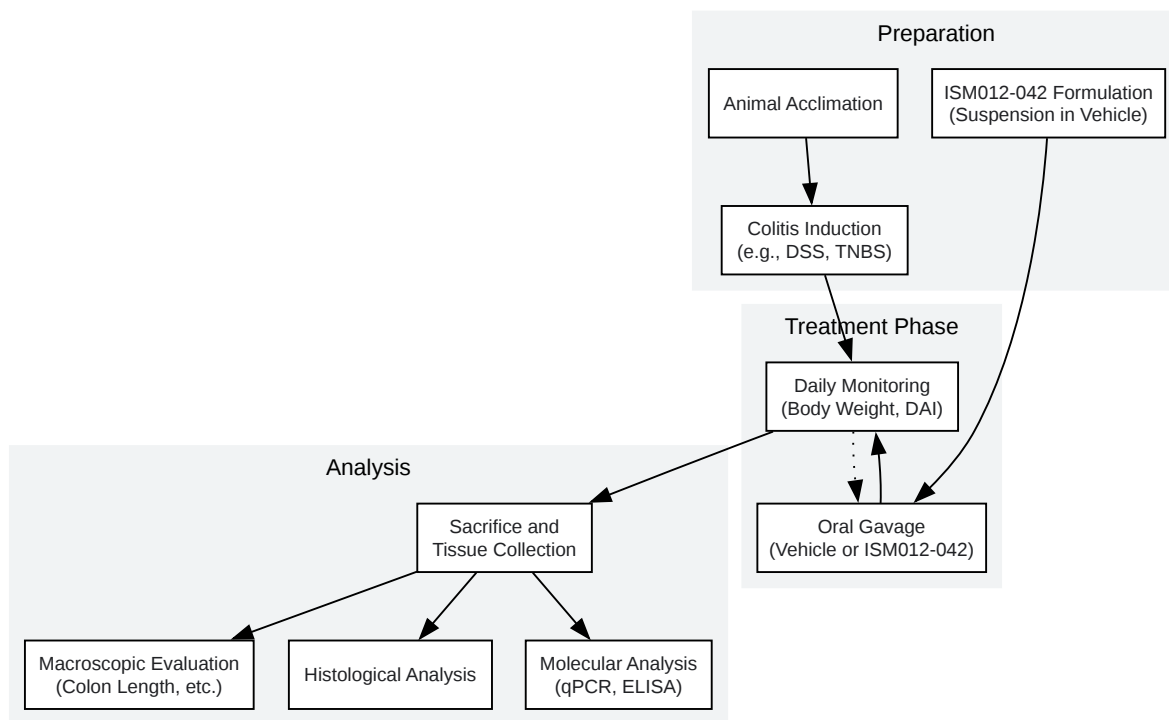 Preparation
Animal Acclimation
ISM012-042 Formulation
(Suspension in Vehicle)
Colitis Induction
(e.g., DSS, TNBS)
Treatment Phase
Daily Monitoring
(Body Weight, DAI)
Oral Gavage
(Vehicle or ISM012-042)
Analysis
Sacrifice and
Tissue Collection
Macroscopic Evaluation
(Colon Length, etc.)
Histological Analysis
Molecular Analysis
(qPCR, ELISA)